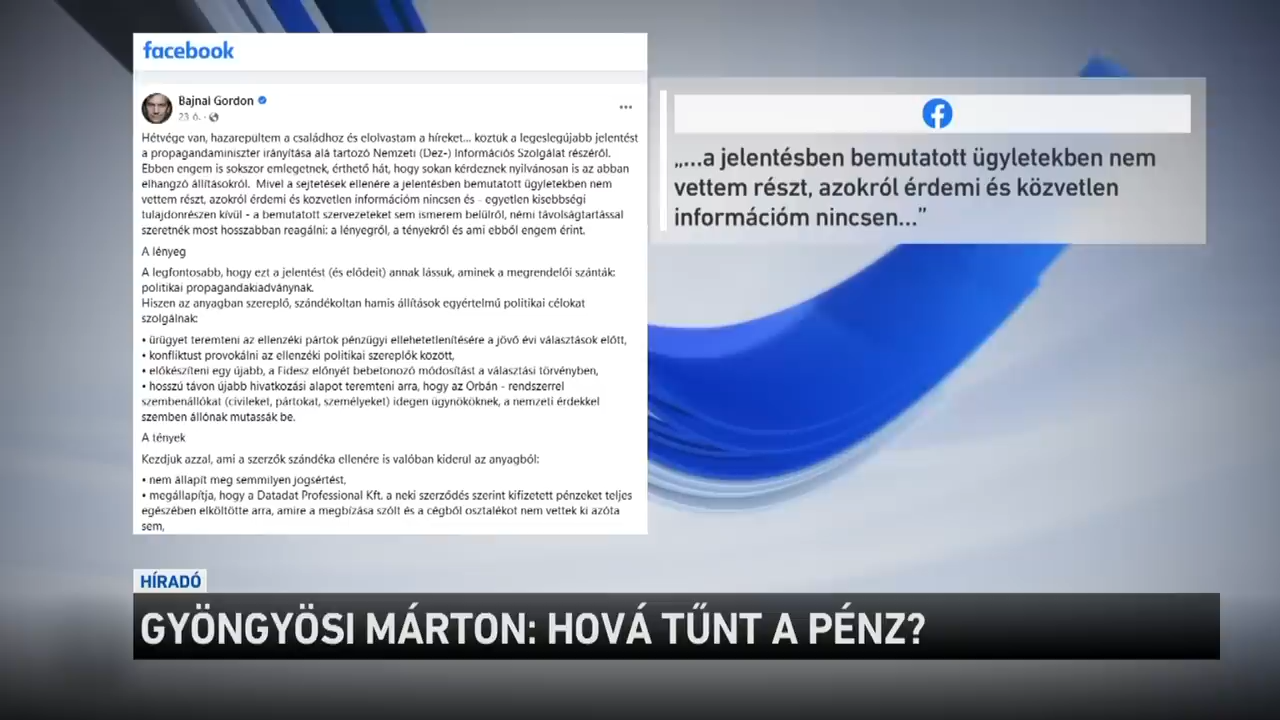 facebook
Bajnai Gordon
23 ó.
Hétvége van, hazarepültem a családhoz és elolvastam a híreket... köztük a legeslegújabb jelentést
a propagandaminiszter irányítása alá tartozó Nemzeti (Dez-) Információs Szolgálat részéről.
Ebben engem is sokszor emlegetnek, érthető hát, hogy sokan kérdeznek nyilvánosan is az abban
elhangzó állításokról. Mivel a sejtetések ellenére a jelentésben bemutatott ügyletekben nem
vettem részt, azokról érdemi és közvetlen információm nincsen és - egyetlen kisebbségi
tulajdonrészen kívül - a bemutatott szervezeteket sem ismerem belülről, némi távolságtartással
szeretnék most hosszabban reagálni: a lényegről, a tényekről és ami ebből engem érint.
A lényeg
A legfontosabb, hogy ezt a jelentést (és elődeit) annak lássuk, aminek a megrendelői szánták:
politikai propagandakiadványnak.
Hiszen az anyagban szereplő, szándékoltan hamis állítások egyértelmű politikai célokat
szolgálnak:
• ürügyet teremteni az ellenzéki pártok pénzügyi ellehetetlenítésére a jövő évi választások előtt,
• konfliktust provokálni az ellenzéki politikai szereplők között,
• előkészíteni egy újabb, a Fidesz előnyét bebetonozó módosítást a választási törvényben,
• hosszú távon újabb hivatkozási alapot teremteni arra, hogy az Orbán - rendszerrel
szembenállókat (civileket, pártokat, személyeket) idegen ügynököknek, a nemzeti érdekkel
szemben állónak mutassák be.
A tények
Kezdjük azzal, ami a szerzők szándéka ellenére is valóban kiderül az anyagból:
• nem állapít meg semmilyen jogsértést,
• megállapítja, hogy a Datadat Professional Kft. a neki szerződés szerint kifizetett pénzeket teljes
egészében elköltötte arra, amire a megbízása szólt és a cégből osztalékot nem vettek ki azóta
sem,
„...a jelentésben bemutatott ügyletekben nem
vettem részt, azokról érdemi és közvetlen
információm nincsen...”
HÍRADÓ
GYÖNGYÖSI MÁRTON: HOVÁ TŰNT A PÉNZ?